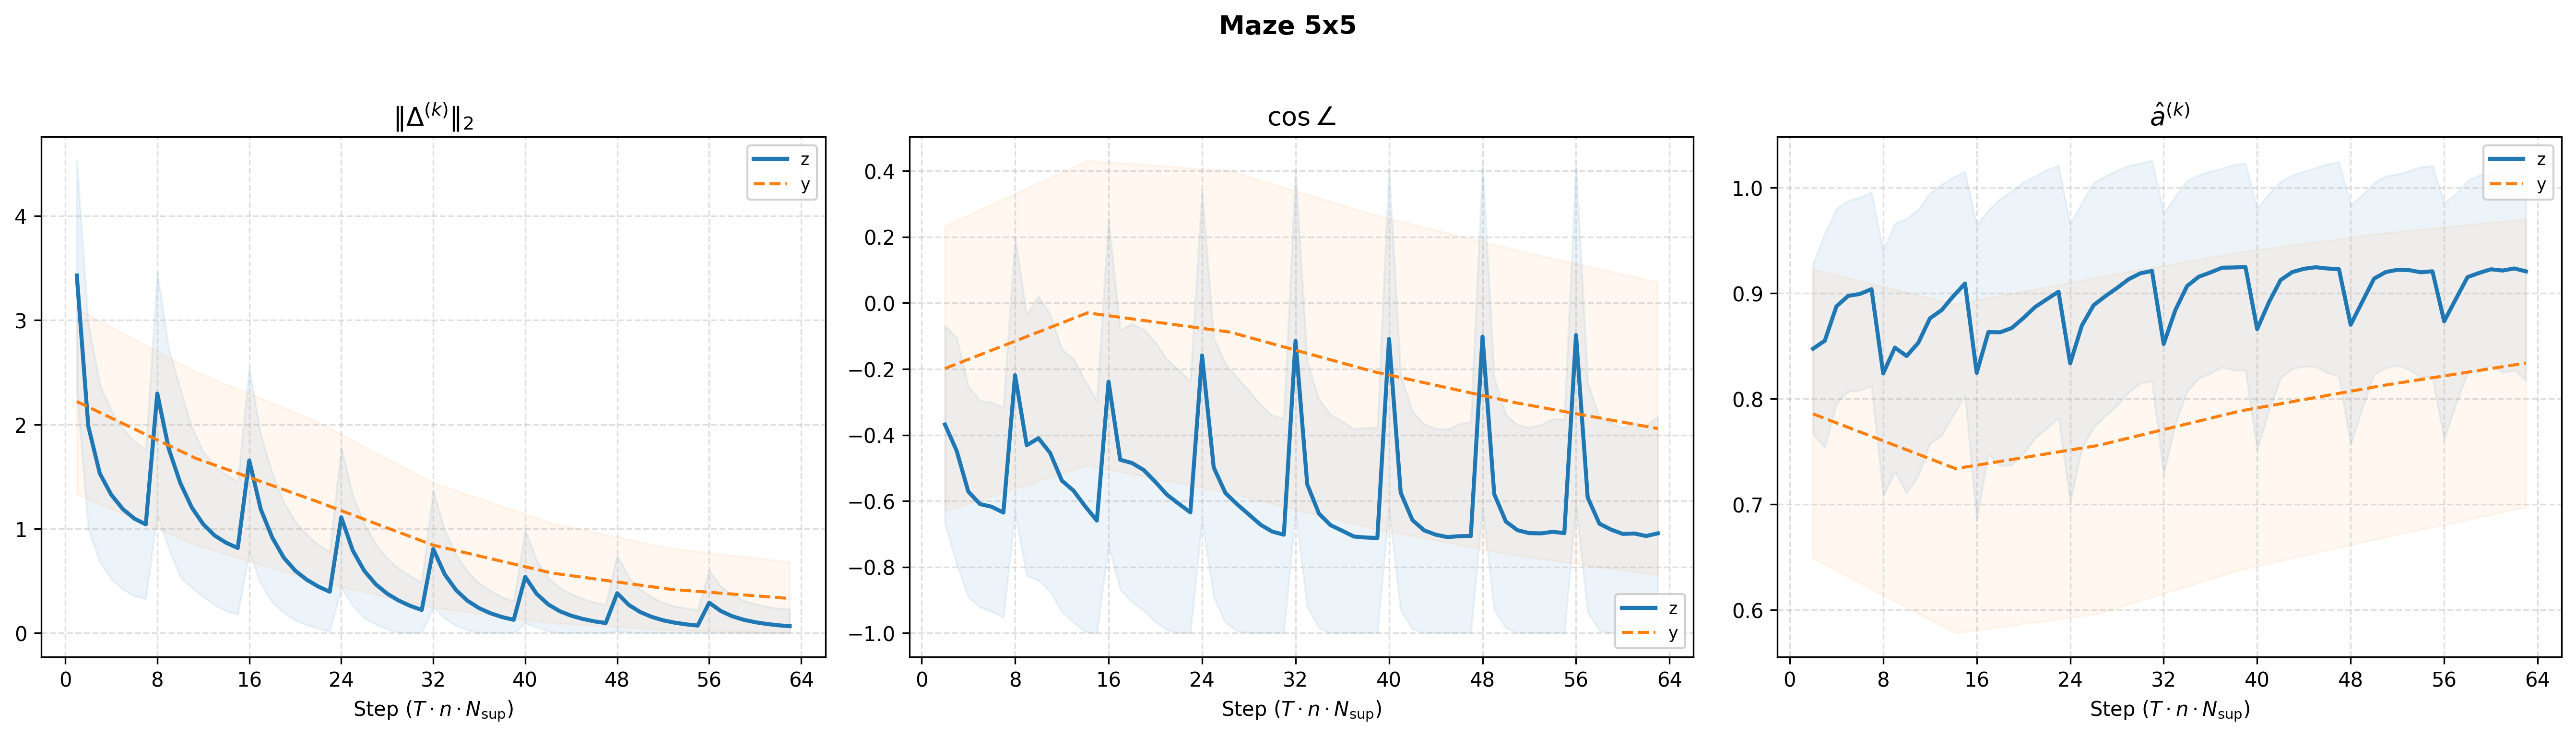 Maze 5x5
‖Δ^(k)‖₂
z
y
4
3
2
1
0
0 8 16 24 32 40 48 56 64
Step (T · n · N_sup)
cos ∠
0.4
0.2
0.0
−0.2
−0.4
−0.6
−0.8
−1.0
z
y
0 8 16 24 32 40 48 56 64
Step (T · n · N_sup)
â^(k)
z
y
1.0
0.9
0.8
0.7
0.6
0 8 16 24 32 40 48 56 64
Step (T · n · N_sup)